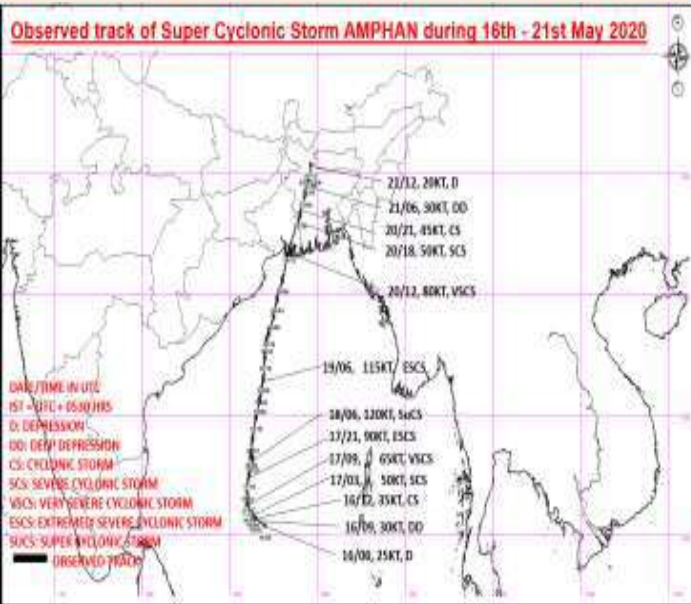 Observed track of Super Cyclonic Storm AMPHAN during 16th - 21st May 2020
21/12, 20KT, D
21/06, 30KT, DD
20/21, 45KT, CS
20/18, 50KT, SCS
20/12, 80KT, VSCS
19/06, 115KT, ESCS
18/06, 120KT, SuCS
17/21, 90KT, ESCS
17/09, 65KT, VSCS
17/03, 50KT, SCS
16/12, 35KT, CS
16/09, 30KT, DD
16/00, 25KT, D
DATE/TIME IN UTC
IST = UTC + 0530 HRS
D: DEPRESSION
DD: DEEP DEPRESSION
CS: CYCLONIC STORM
SCS: SEVERE CYCLONIC STORM
VSCS: VERY SEVERE CYCLONIC STORM
ESCS: EXTREMELY SEVERE CYCLONIC STORM
SUCS: SUPER CYCLONIC STORM
OBSERVED TRACK